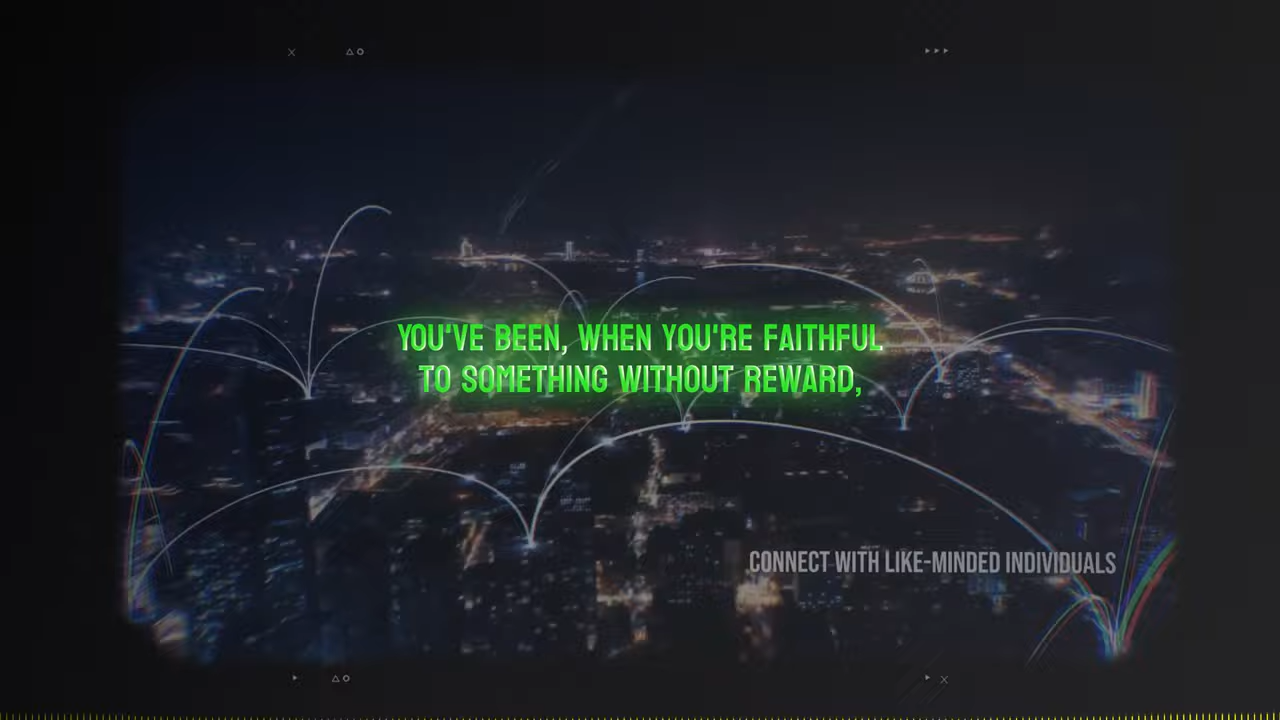 YOU'VE BEEN, WHEN YOU'RE FAITHFUL
TO SOMETHING WITHOUT REWARD,
CONNECT WITH LIKE-MINDED INDIVIDUALS